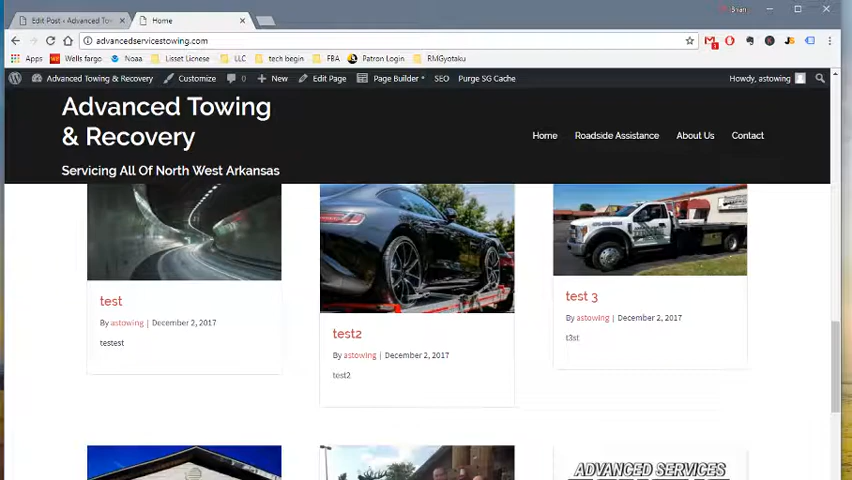 Brian
Edit Post ‹ Advanced Tow
Home
advancedservicestowing.com
Apps
Wells fargo
Noaa
Lisset Licnese
LLC
tech begin
FBA
Patron Login
RMGyotaku
Advanced Towing & Recovery
Customize
0
New
Edit Page
Page Builder
SEO
Purge SG Cache
Howdy, astowing
Advanced Towing
& Recovery
Servicing All Of North West Arkansas
Home
Roadside Assistance
About Us
Contact
test
By astowing | December 2, 2017
testest
test2
By astowing | December 2, 2017
test2
test 3
By astowing | December 2, 2017
t3st
ADVANCED SERVICES